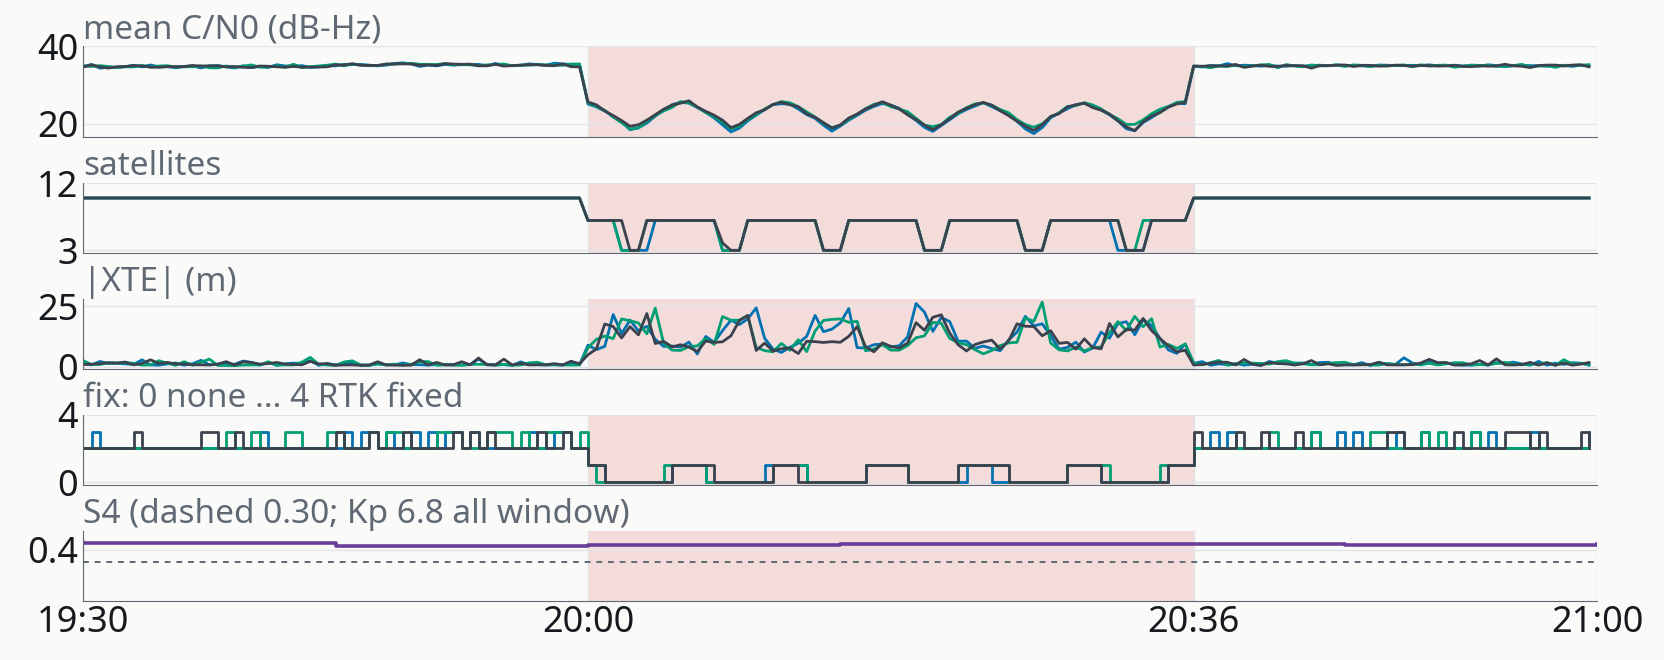 mean C/N0 (dB-Hz)
40
20
satellites
12
3
|XTE| (m)
25
0
fix: 0 none ... 4 RTK fixed
4
0
S4 (dashed 0.30; Kp 6.8 all window)
0.4
19:30 20:00 20:36 21:00